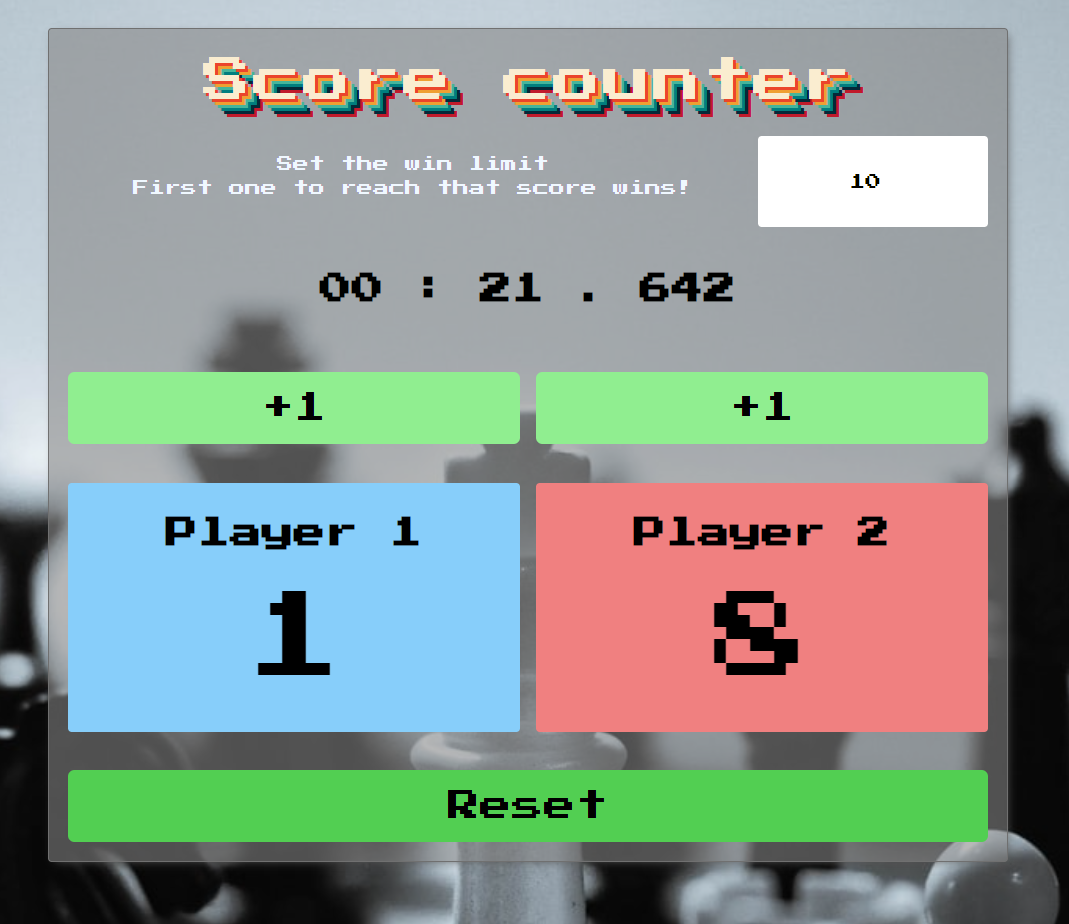 Score counter
Set the win limit
First one to reach that score wins!
10
00 : 21 . 642
+1
+1
Player 1
1
Player 2
8
Reset